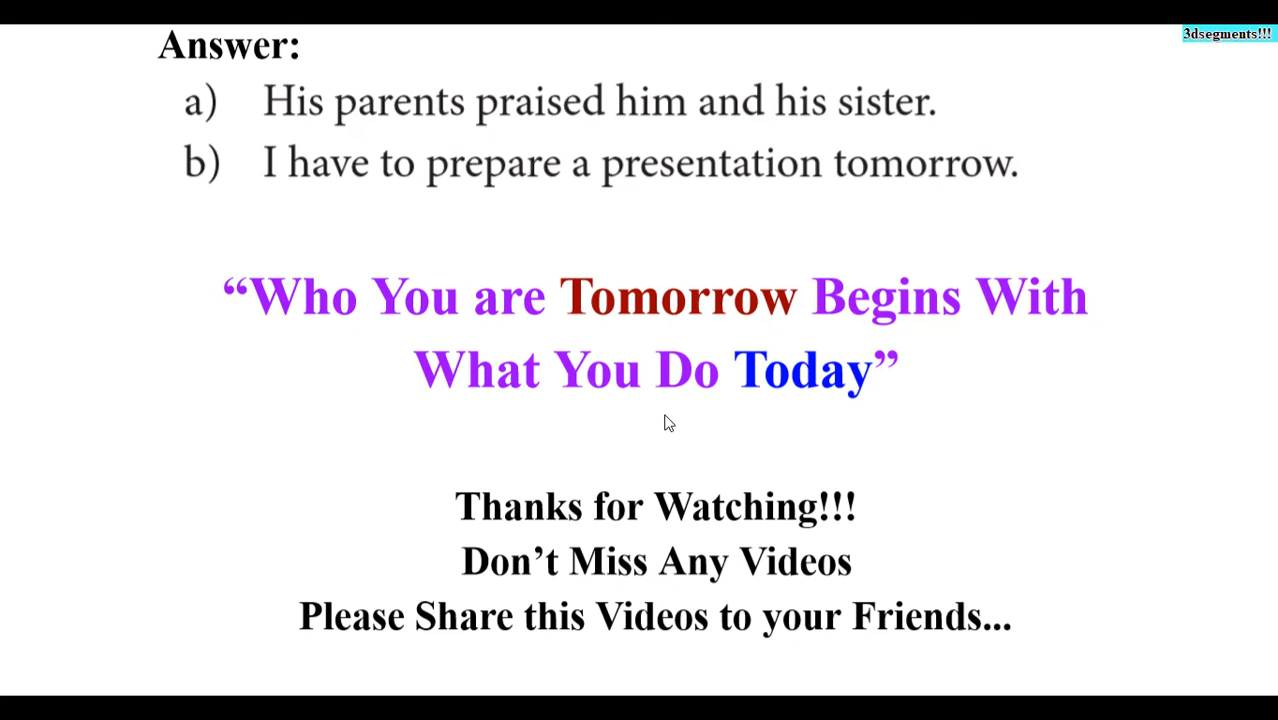 3dsegments!!!
Answer:
a) His parents praised him and his sister.
b) I have to prepare a presentation tomorrow.
“Who You are Tomorrow Begins With
What You Do Today”
Thanks for Watching!!!
Don’t Miss Any Videos
Please Share this Videos to your Friends...